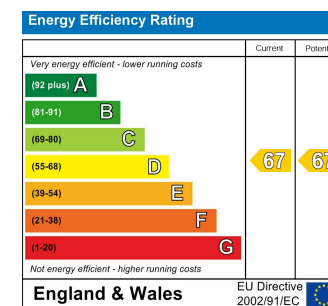 Energy Efficiency Rating
Current Potent
Very energy efficient - lower running costs
(92 plus) A
(81-91) B
(69-80) C
(55-68) D
67 67
(39-54) E
(21-38) F
(1-20) G
Not energy efficient - higher running costs
England & Wales
EU Directive
2002/91/EC